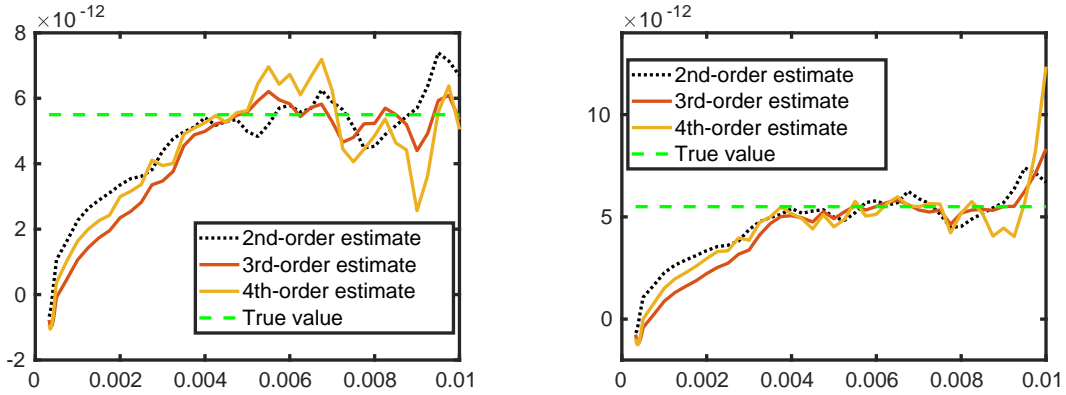 ×10⁻¹²
8
6
4
2
0
-2
0 0.002 0.004 0.006 0.008 0.01
2nd-order estimate
3rd-order estimate
4th-order estimate
True value
×10⁻¹²
10
5
0
0 0.002 0.004 0.006 0.008 0.01
2nd-order estimate
3rd-order estimate
4th-order estimate
True value